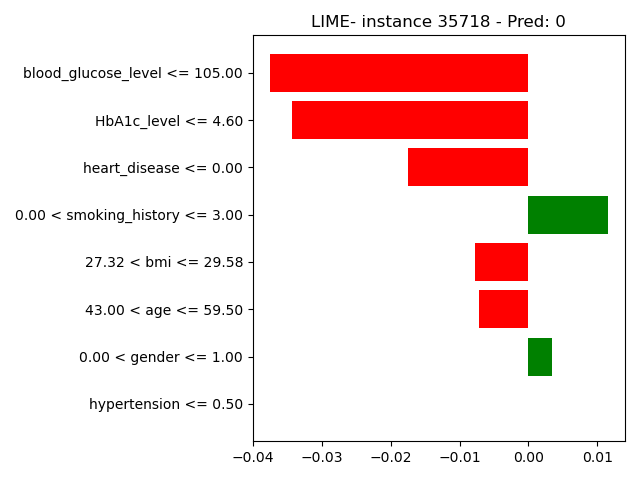 LIME- instance 35718 - Pred: 0
blood_glucose_level <= 105.00
HbA1c_level <= 4.60
heart_disease <= 0.00
0.00 < smoking_history <= 3.00
27.32 < bmi <= 29.58
43.00 < age <= 59.50
0.00 < gender <= 1.00
hypertension <= 0.50
−0.04 −0.03 −0.02 −0.01 0.00 0.01